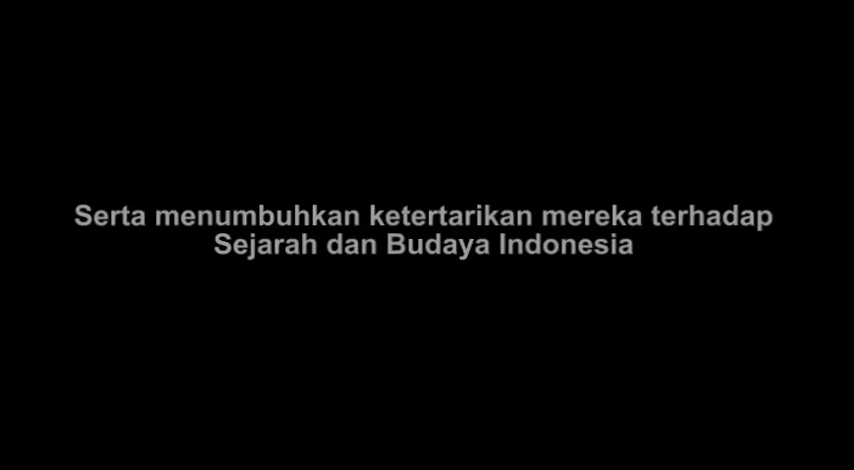 Serta menumbuhkan ketertarikan mereka terhadap
Sejarah dan Budaya Indonesia